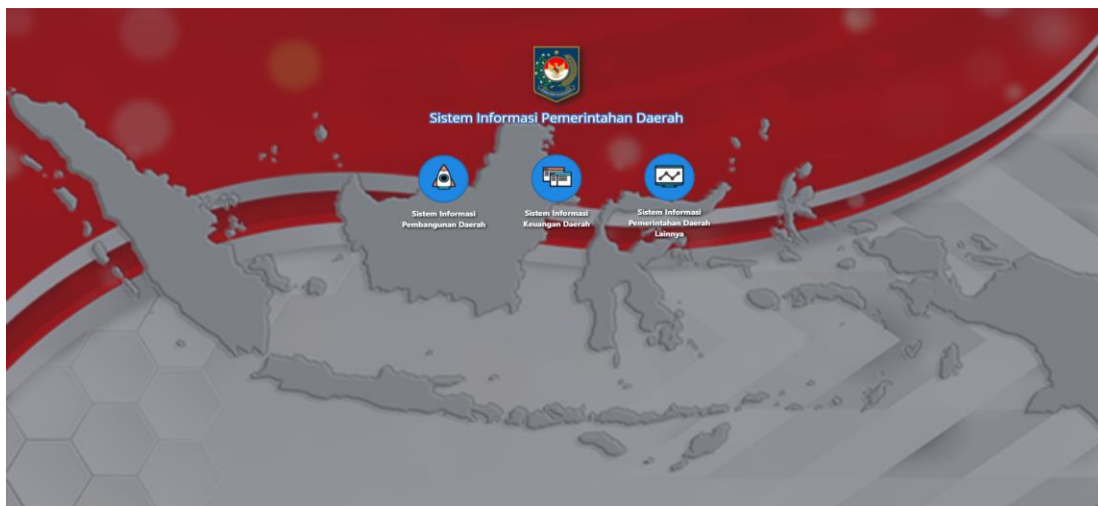 Sistem Informasi Pemerintahan Daerah
Sistem Informasi
Pembangunan Daerah
Sistem Informasi
Keuangan Daerah
Sistem Informasi
Pemerintahan Daerah
Lainnya